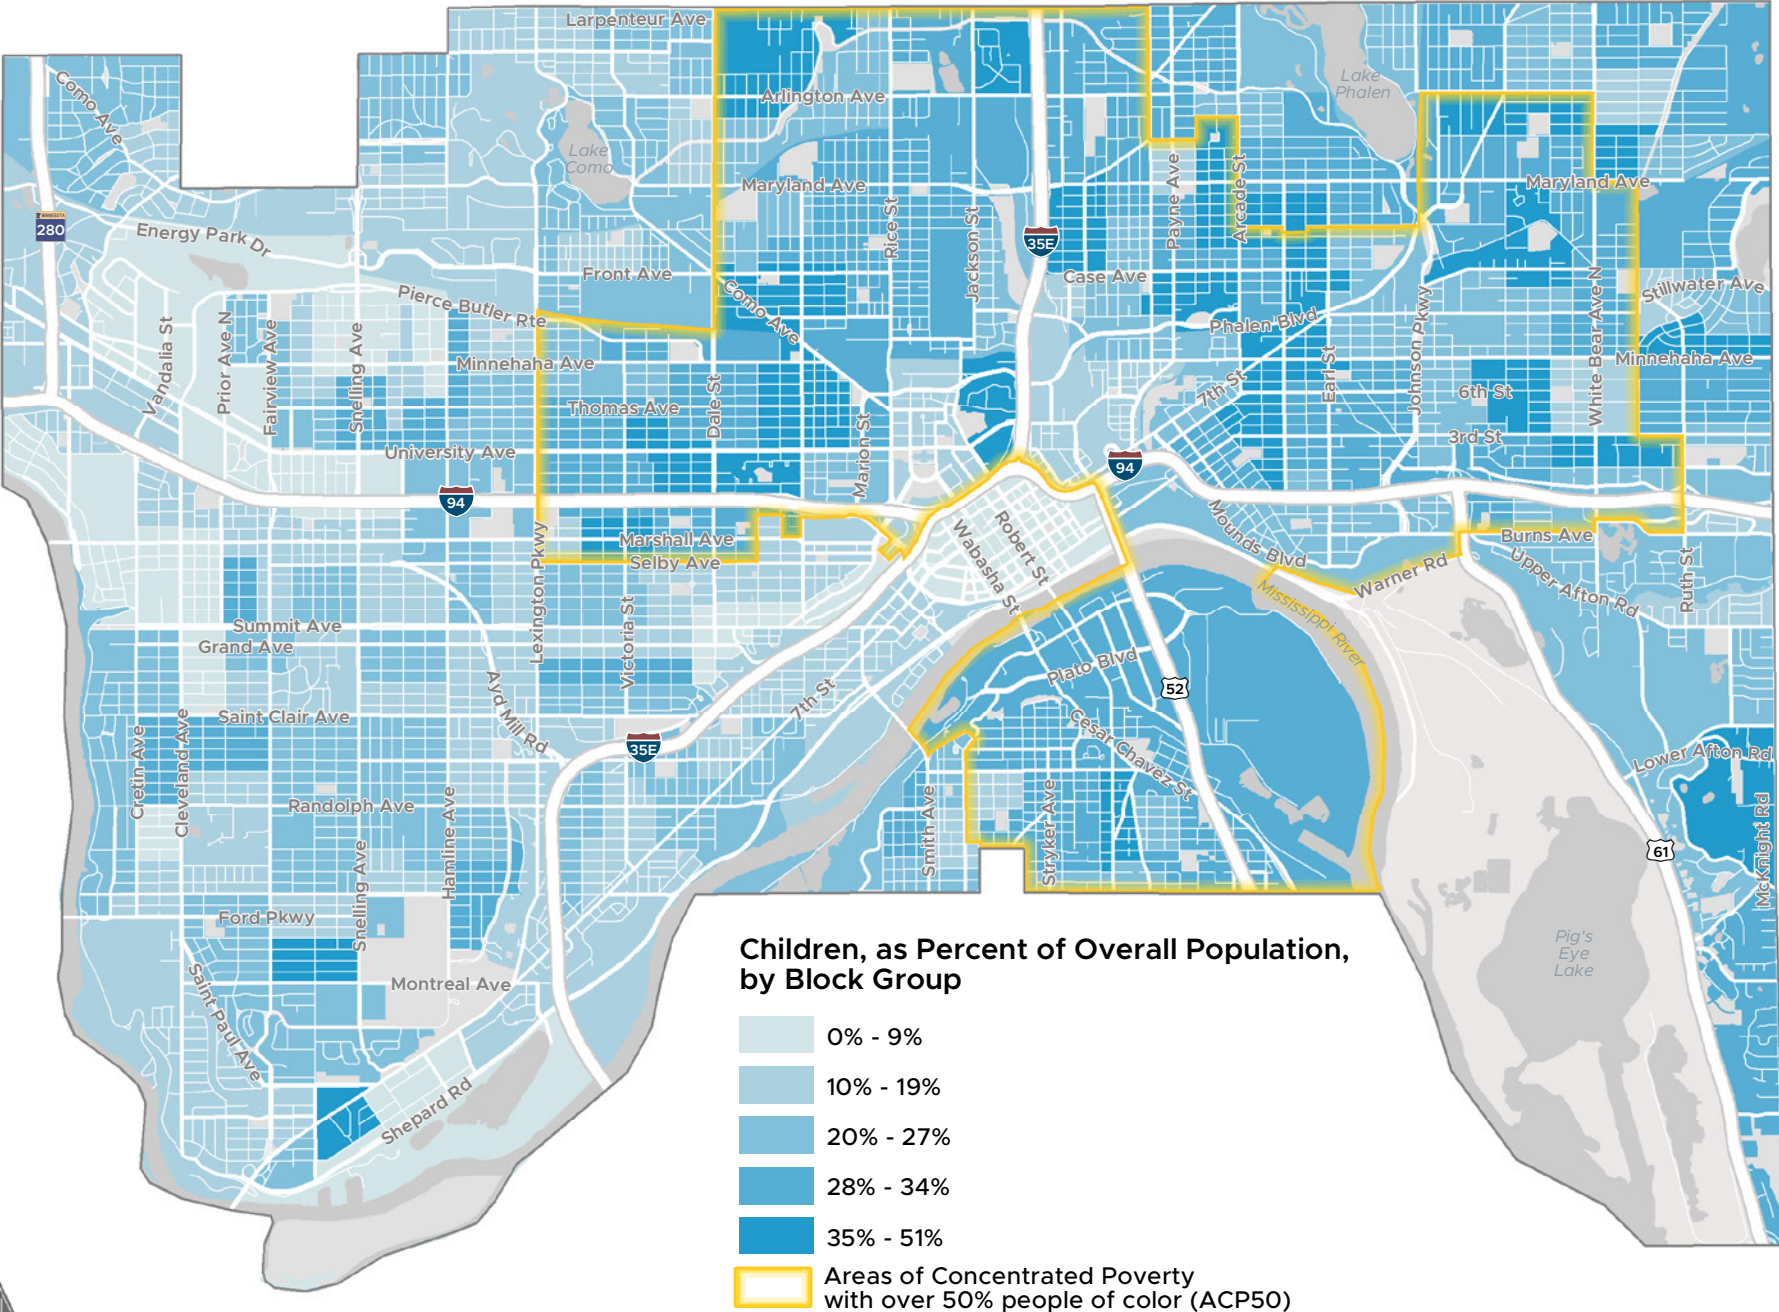 Larpenteur Ave
Como Ave
Arlington Ave
Lake
Phalen
Lake
Como
Maryland Ave
Maryland Ave
MINNESOTA
280
Energy Park Dr
Rice St
Jackson St
35E
Payne Ave
Arcade St
Front Ave
Case Ave
Como Ave
Stillwater Ave
Pierce Butler Rte
Phalen Blvd
Vandalia St
Prior Ave N
Fairview Ave
Snelling Ave
Minnehaha Ave
Minnehaha Ave
Earl St
Johnson Pkwy
White Bear Ave N
7th St
6th St
Thomas Ave
Dale St
Marion St
3rd St
University Ave
94
94
Lexington Pkwy
Marshall Ave
Selby Ave
Wabasha St
Robert St
Mounds Blvd
Burns Ave
Warner Rd
Upper Afton Rd
Ruth St
Mississippi River
Summit Ave
Grand Ave
Victoria St
Plato Blvd
52
Ayd Mill Rd
7th St
Saint Clair Ave
Cesar Chavez St
Cretin Ave
Cleveland Ave
35E
Lower Afton Rd
Randolph Ave
Hamline Ave
Smith Ave
Stryker Ave
McKnight Rd
61
Snelling Ave
Ford Pkwy
Pig's
Eye
Lake
Saint Paul Ave
Montreal Ave
Shepard Rd
Children, as Percent of Overall Population,
by Block Group
0% - 9%
10% - 19%
20% - 27%
28% - 34%
35% - 51%
Areas of Concentrated Poverty
with over 50% people of color (ACP50)